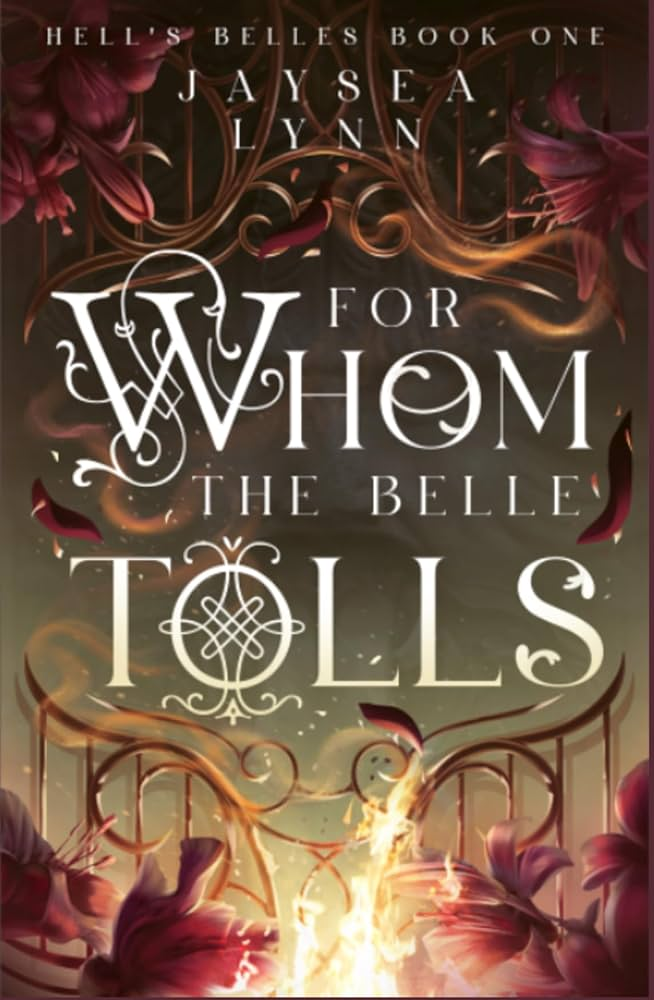 HELL'S BELLES BOOK ONE
JAYSEA
LYNN
FOR
WHOM
THE BELLE
TOLLS